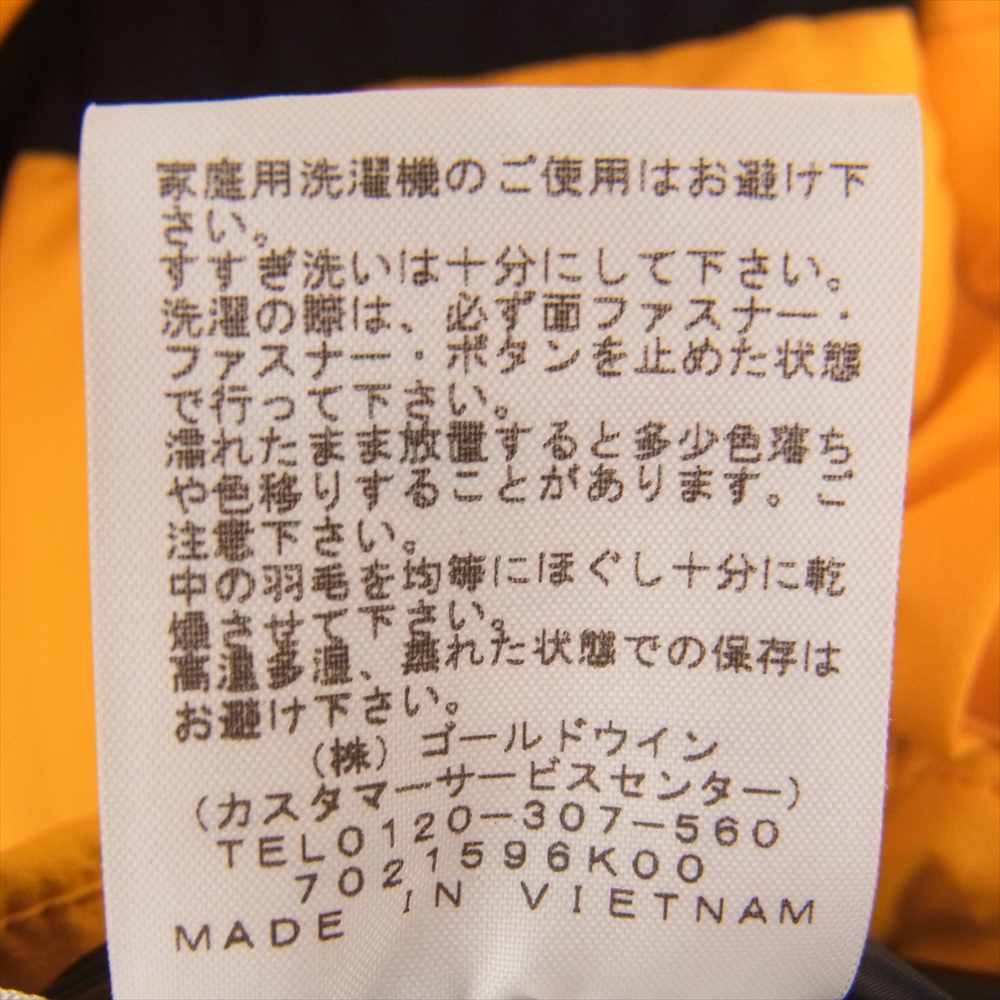 家庭用洗濯機のご使用はお避け下
さい。
すすぎ洗いは十分にして下さい。
洗濯の際は、必ず面ファスナー・
ファスナー・ボタンを止めた状態
で行って下さい。
濡れたまま放置すると多少色落ち
や色移りすることがあります。ご
注意下さい。
中の羽毛を均等にほぐし十分に乾
燥させて下さい。
高温多湿、蒸れた状態での保存は
お避け下さい。
(株)ゴールドウイン
(カスタマーサービスセンター)
TEL0120-307-560
7021596K00
MADE IN VIETNAM